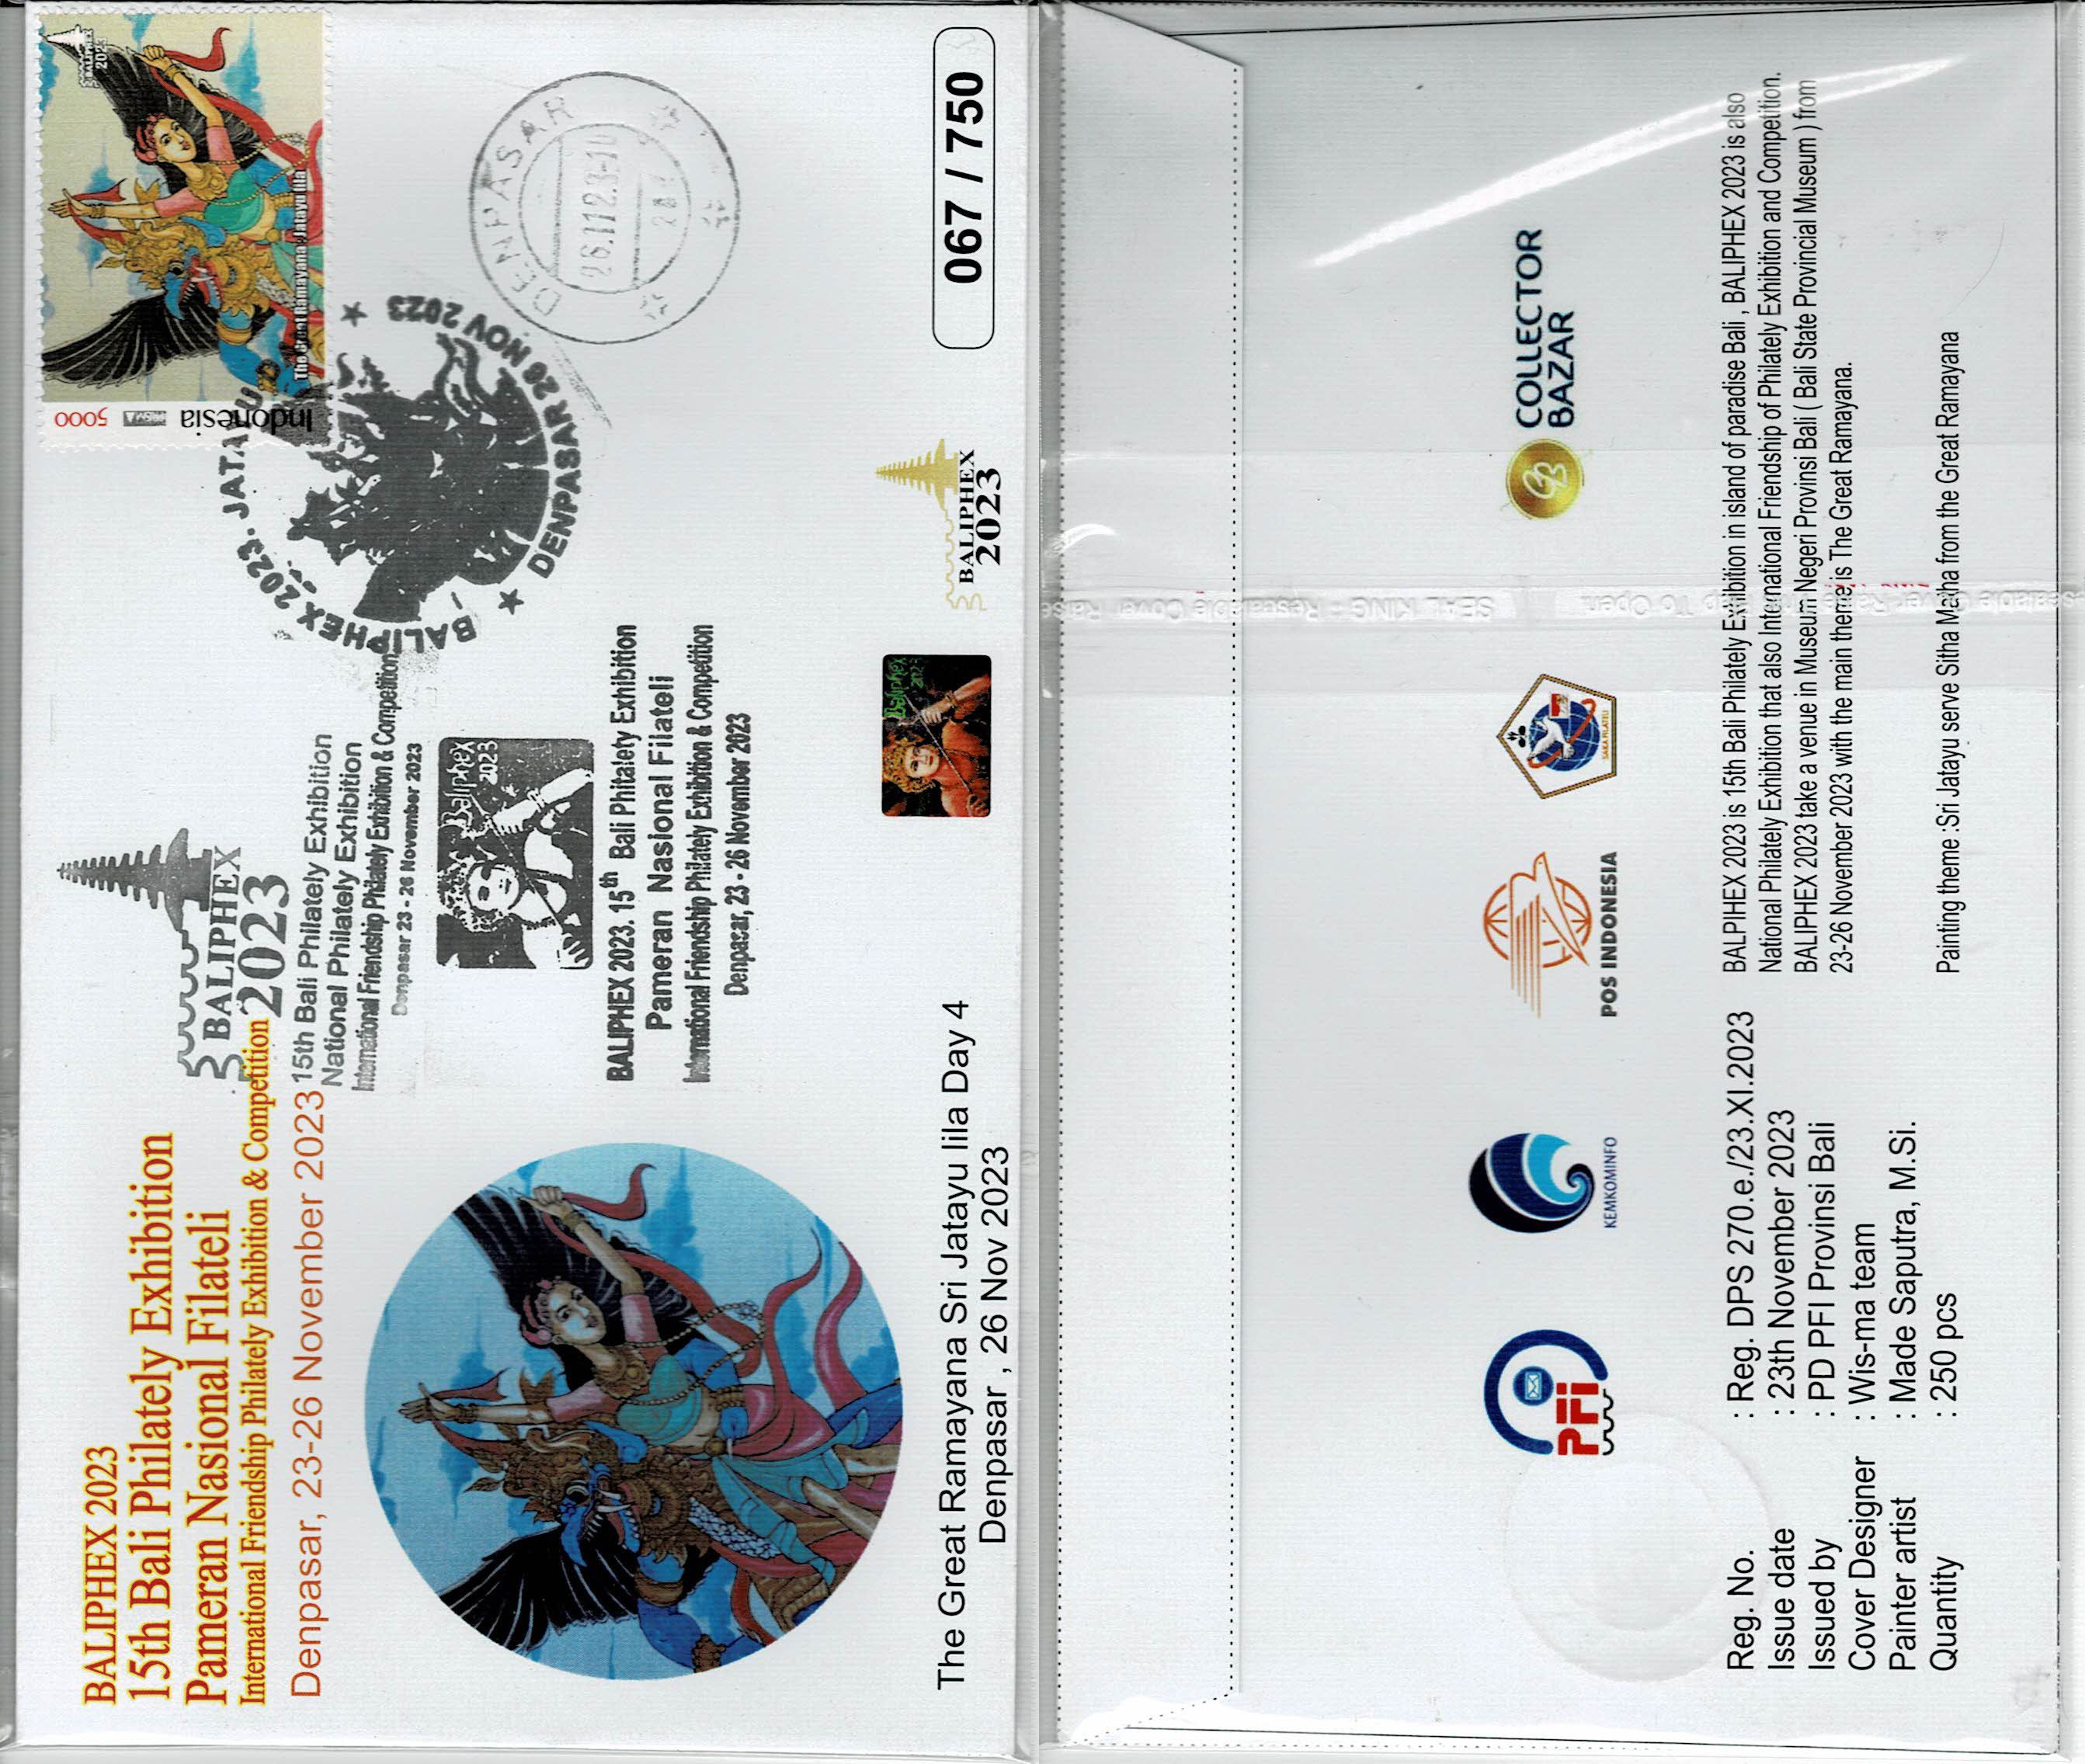 BALIPHEX 2023
15th Bali Philately Exhibition
Pameran Nasional Filateli
International Friendship Philately Exhibition & Competition
Denpasar, 23-26 November 2023
BALIPHEX
2023
15th Bali Philately Exhibition
National Philately Exhibition
International Friendship Philately Exhibition & Competition
Denpasar 23 - 26 November 2023
Baliphex
2023
BALIPHEX 2023. 15th Bali Phitalety Exhibition
Pameran Nasional Filateli
International Friendship Philately Exhibition & Competition
Denpasar, 23 - 26 November 2023
BALIPHEX 2023. JATAYU
DENPASAR 26 NOV 2023
Indonesia
5000
BALIPHEX
2023
The Great Ramayana : Jatayu lila
DENPASAR
The Great Ramayana Sri Jatayu lila Day 4
Denpasar , 26 Nov 2023
Baliphex
2023
BALIPHEX
2023
067 / 750
SEAL KING - Resealable Cover Raise
To Open
PFi
KEMKOMINFO
POS INDONESIA
SAKA FILATELI
CB
COLLECTOR
BAZAR
Reg. No. : Reg. DPS 270.e./23.XI.2023
Issue date : 23th November 2023
Issued by : PD PFI Provinsi Bali
Cover Designer : Wis-ma team
Painter artist : Made Saputra, M.Si.
Quantity : 250 pcs
BALPIHEX 2023 is 15th Bali Philately Exhibition in island of paradise Bali , BALIPHEX 2023 is also
National Philately Exhibition that also International Friendship of Philately Exhibition and Competition.
BALIPHEX 2023 take a venue in Museum Negeri Provinsi Bali ( Bali State Provincial Museum ) from
23-26 November 2023 with the main theme is The Great Ramayana.
Painting theme :Sri Jatayu serve Sitha Matha from the Great Ramayana